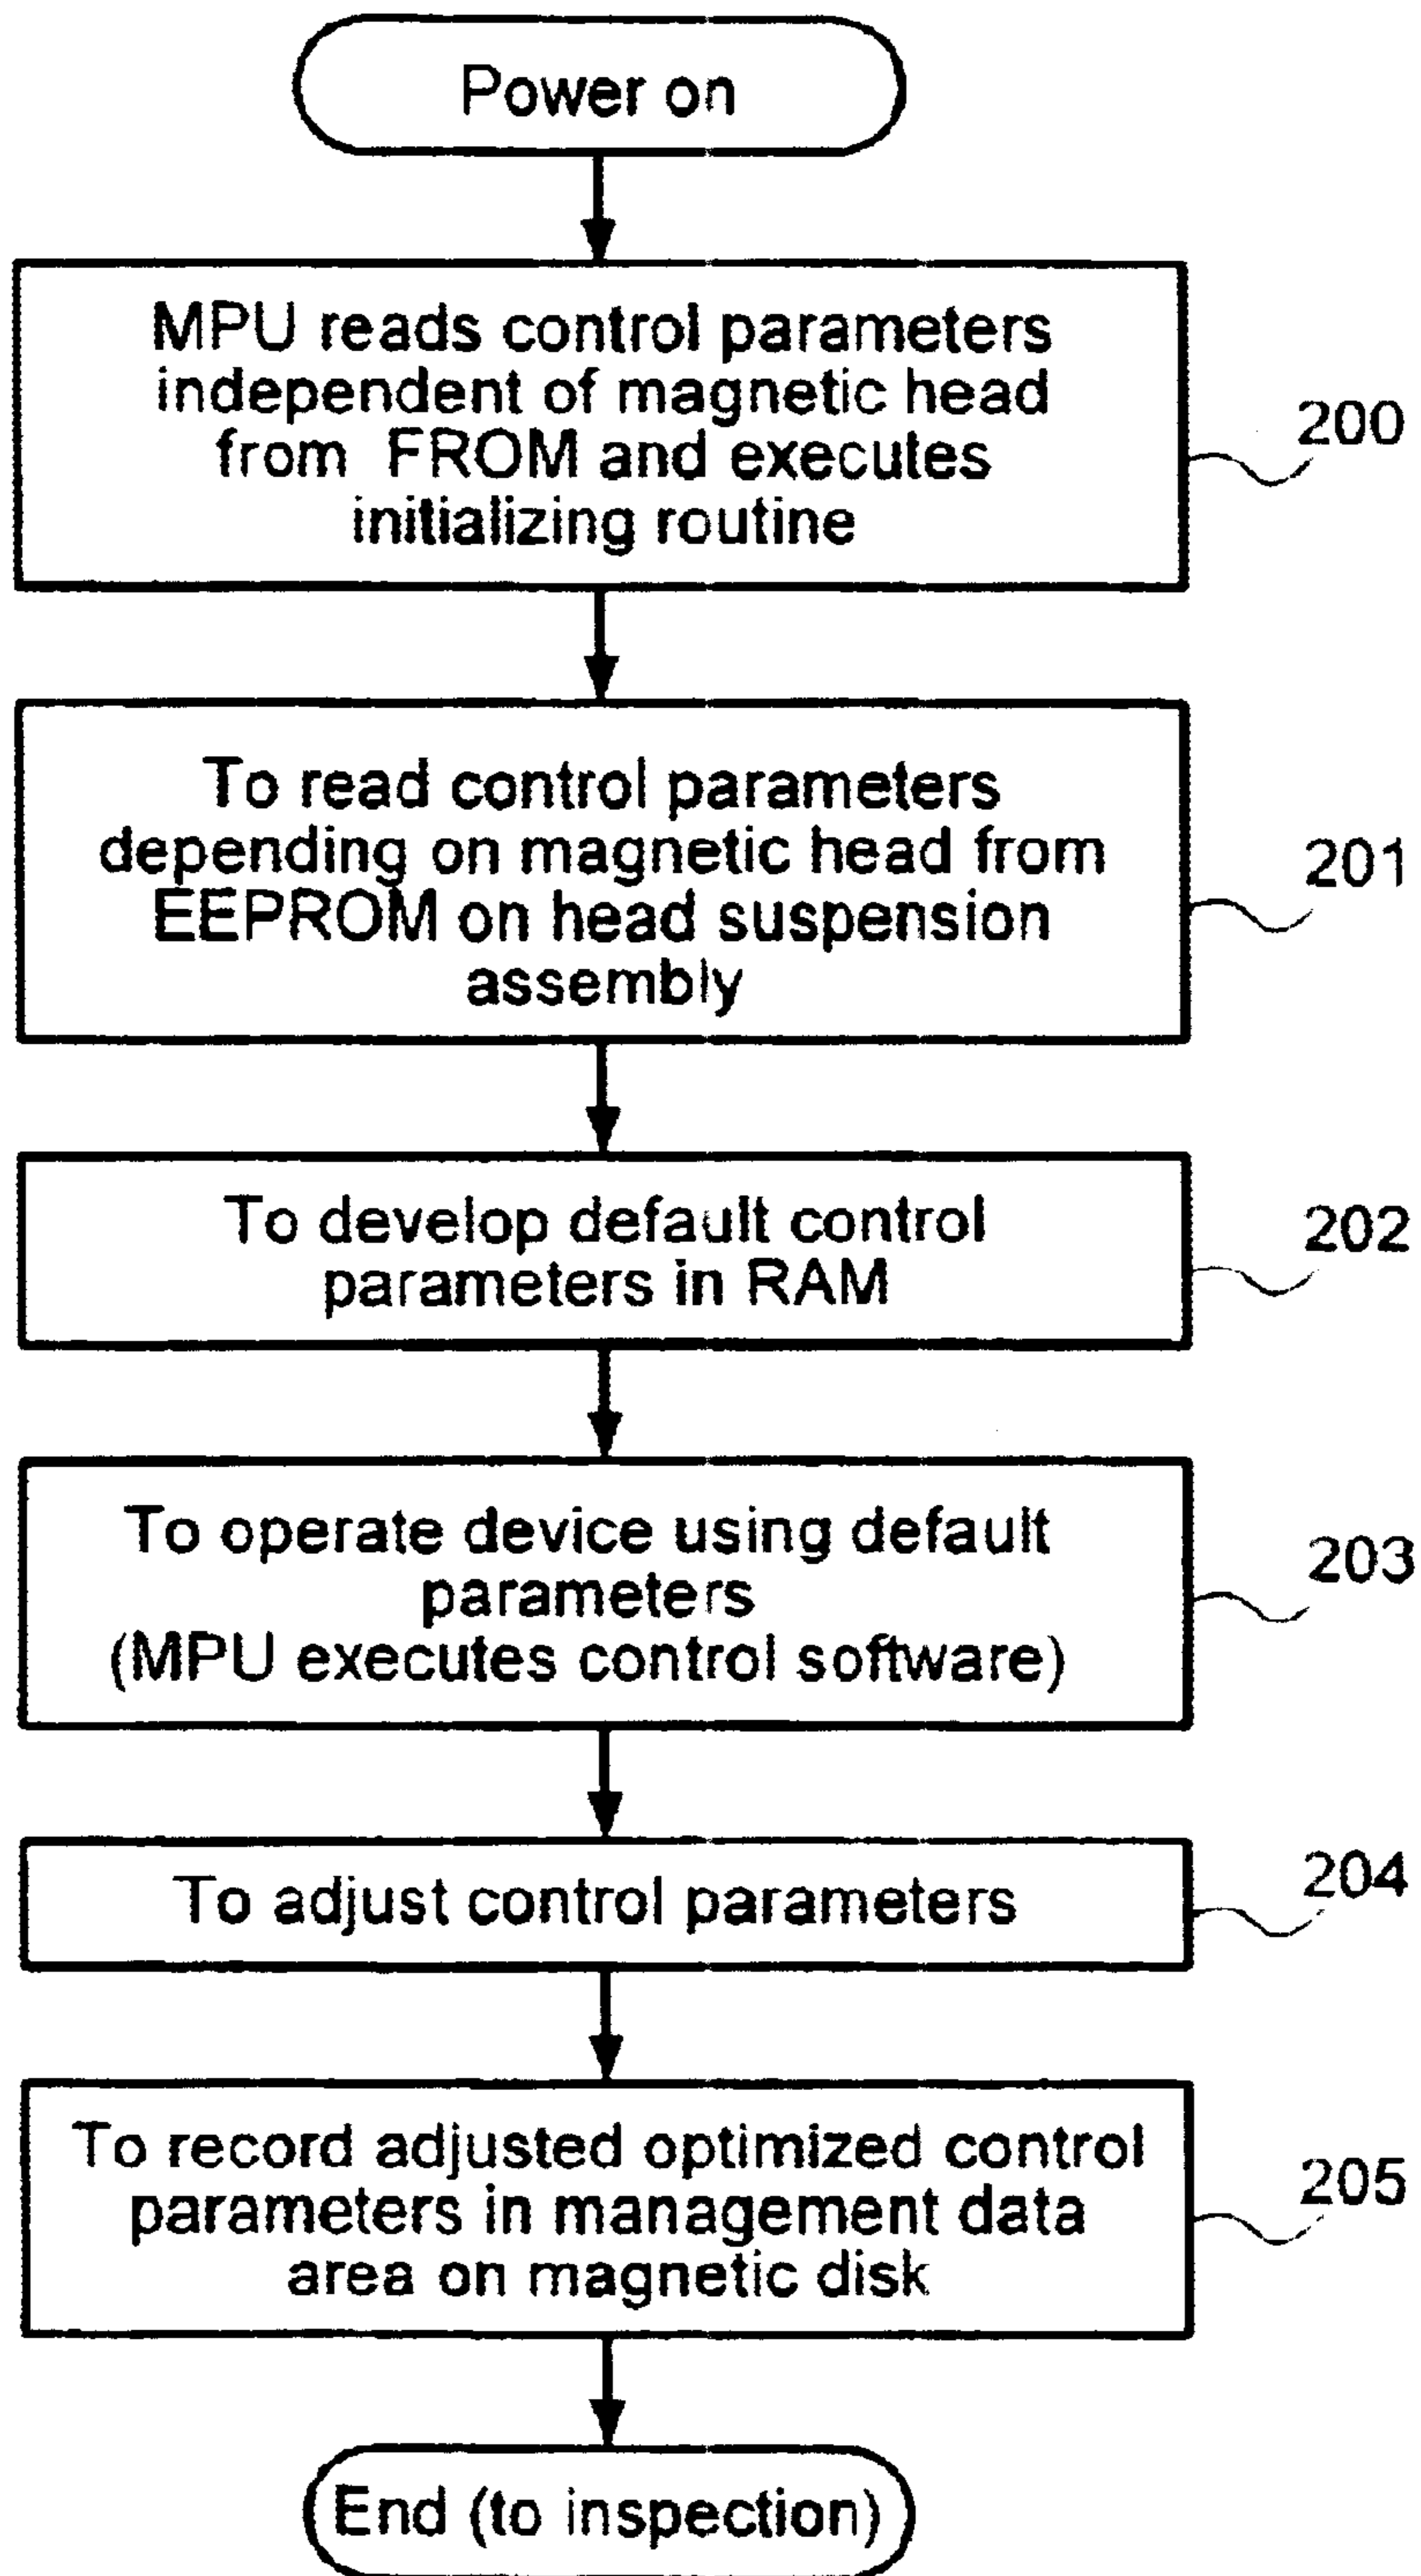 Power on
MPU reads control parameters
independent of magnetic head
from FROM and executes
initializing routine
200
To read control parameters
depending on magnetic head from
EEPROM on head suspension
assembly
201
To develop default control
parameters in RAM
202
To operate device using default
parameters
(MPU executes control software)
203
To adjust control parameters
204
To record adjusted optimized control
parameters in management data
area on magnetic disk
205
End (to inspection)